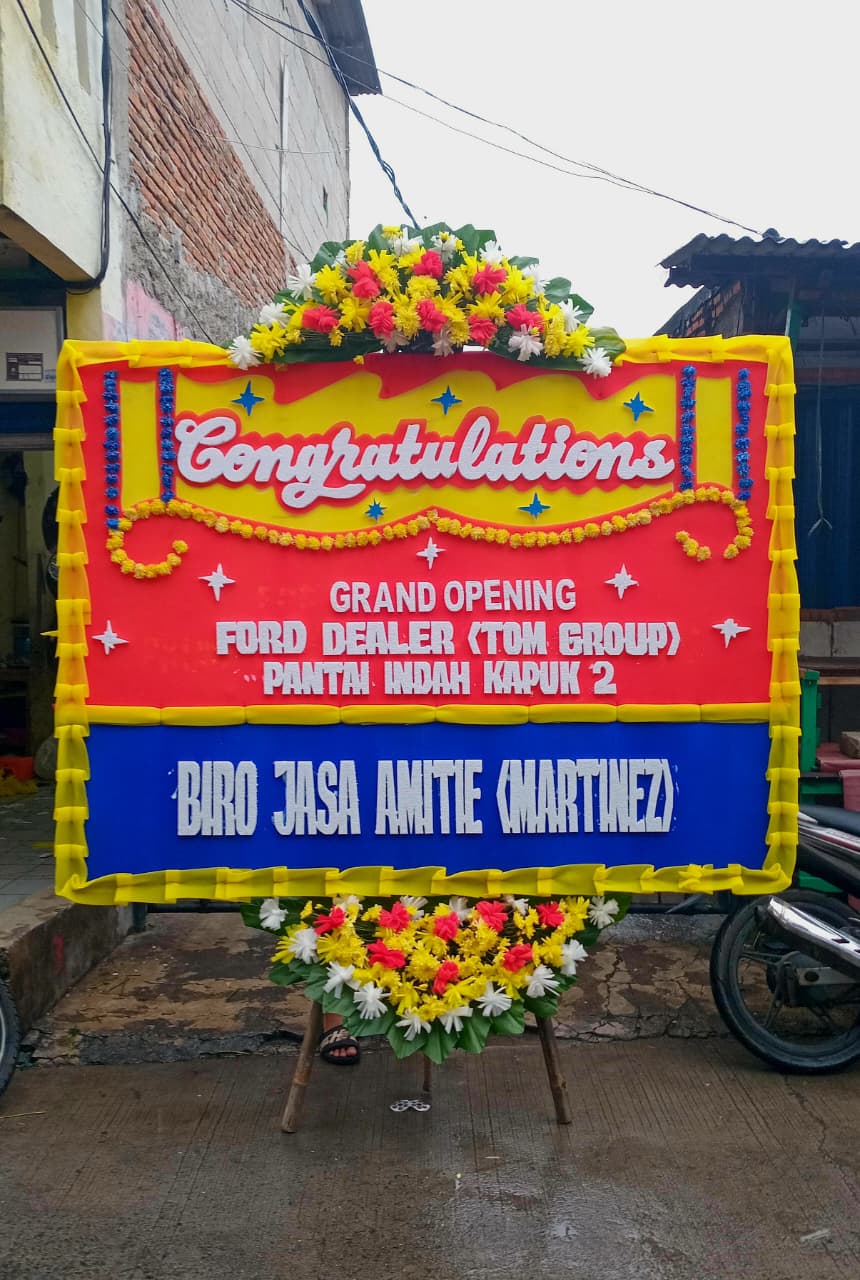 Congratulations
GRAND OPENING
FORD DEALER (TOM GROUP)
PANTAI INDAH KAPUK 2
BIRO JASA AMITIE (MARTINEZ)